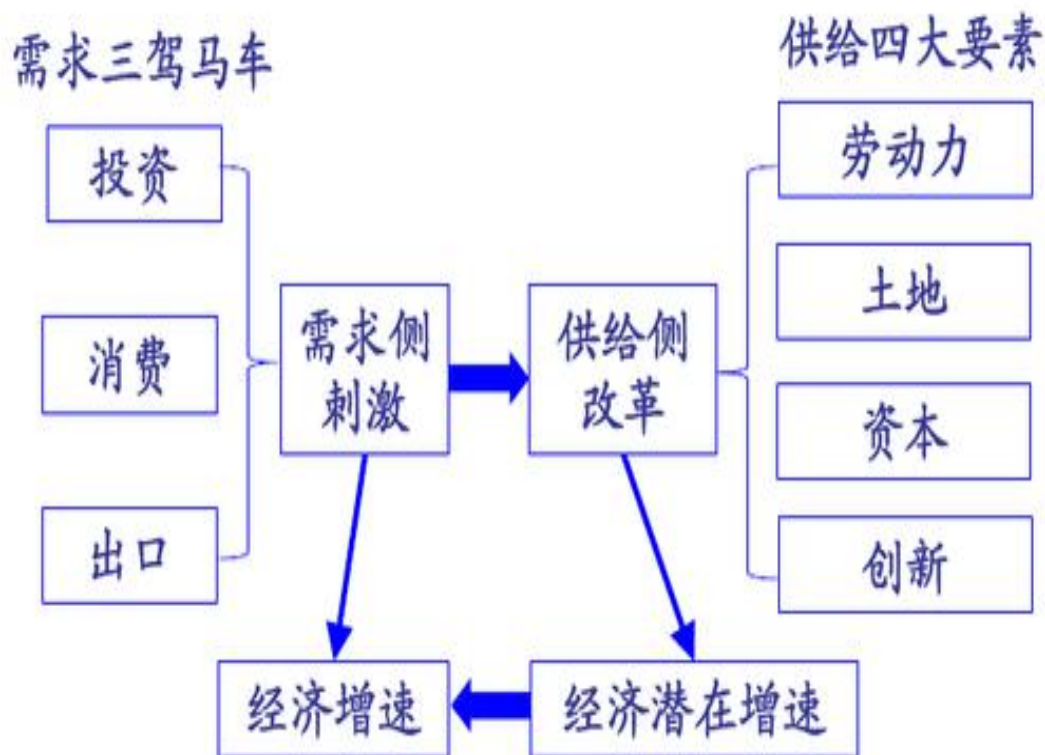 需求三驾马车
供给四大要素
投资
消费
出口
需求侧
刺激
供给侧
改革
劳动力
土地
资本
创新
经济增速
经济潜在增速